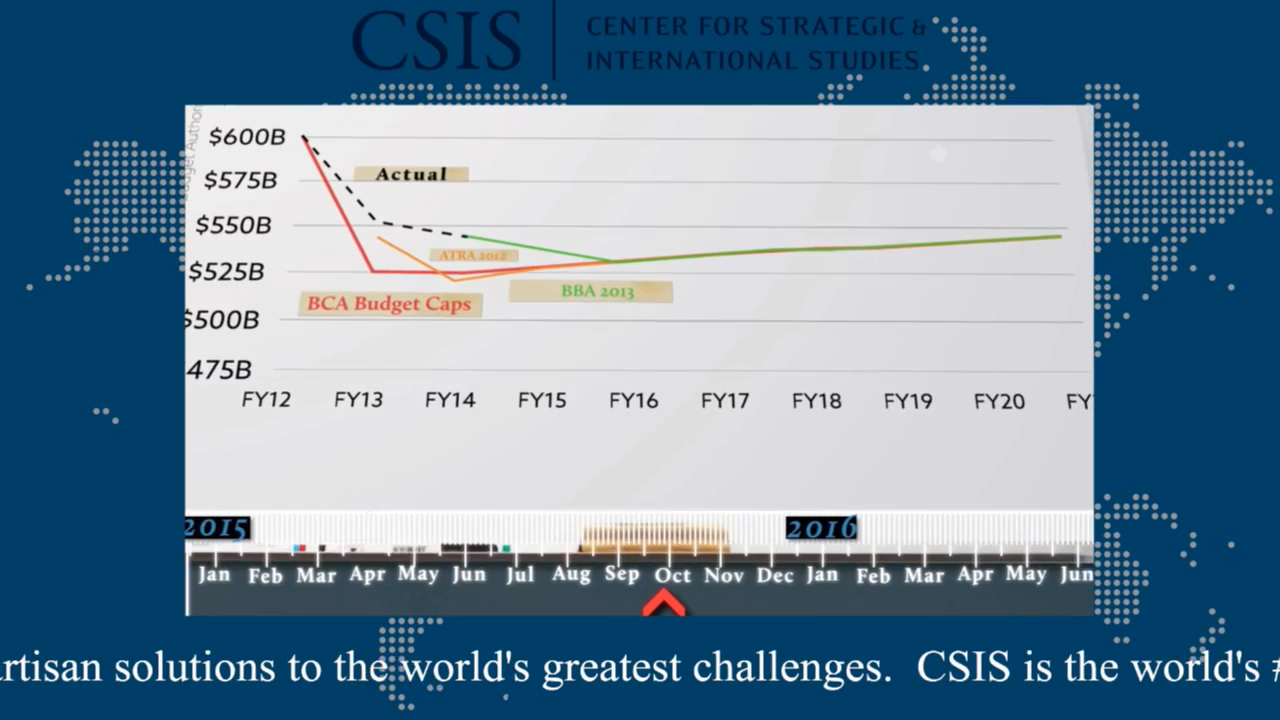 CSIS
CENTER FOR STRATEGIC &
INTERNATIONAL STUDIES
$600B
$575B
$550B
$525B
$500B
475B
Actual
ATRA 2012
BBA 2013
BCA Budget Caps
FY12 FY13 FY14 FY15 FY16 FY17 FY18 FY19 FY20 FY
2015 2016
Jan Feb Mar Apr May Jun Jul Aug Sep Oct Nov Dec Jan Feb Mar Apr May Jun
artisan solutions to the world's greatest challenges. CSIS is the world's #